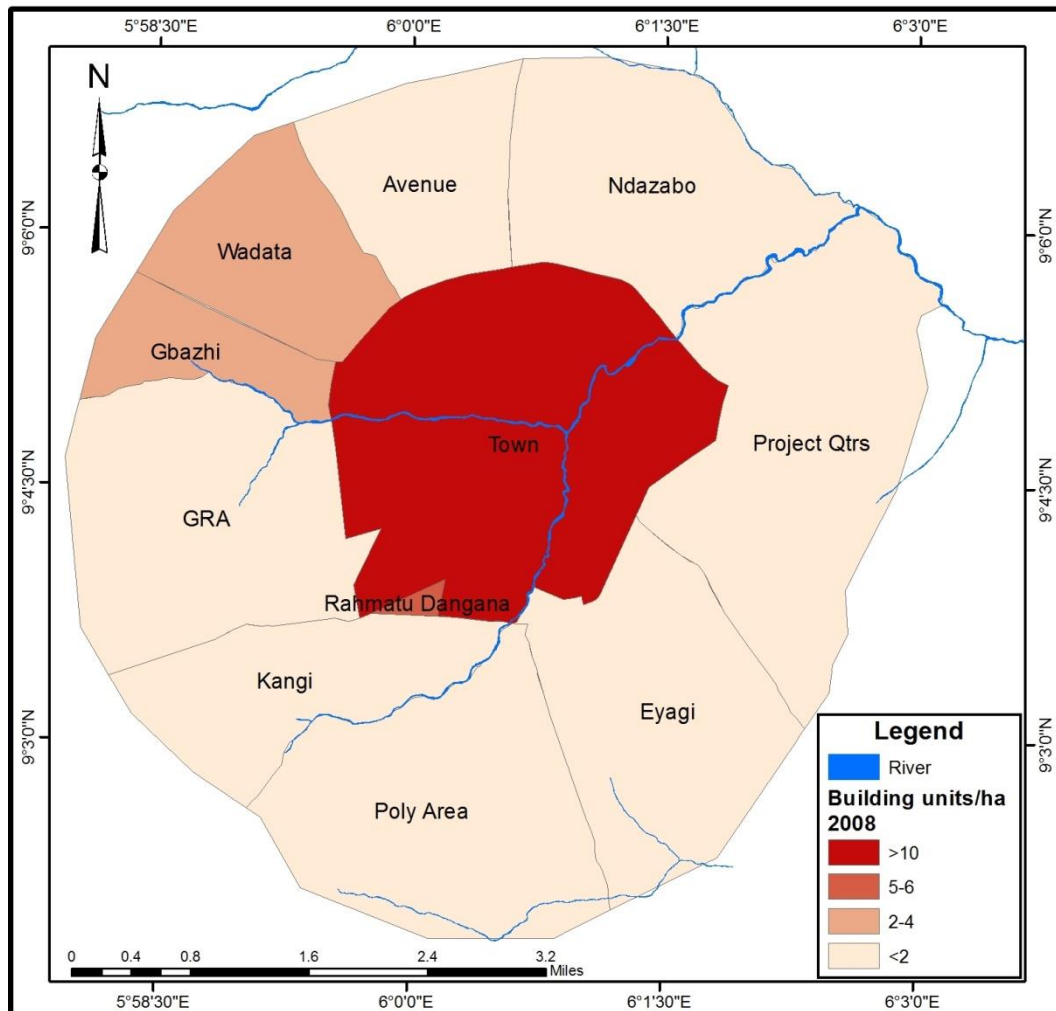 5°58'30"E 6°0'0"E 6°1'30"E 6°3'0"E
N
Avenue
Ndazabo
9°6'0"N
9°6'0"N
Wadata
Gbazhi
Town
Project Qtrs
9°4'30"N
9°4'30"N
GRA
Rahmatu Dangana
Kangi
Eyagi
9°3'0"N
9°3'0"N
Poly Area
Legend
River
Building units/ha
2008
>10
5-6
2-4
<2
0 0.4 0.8 1.6 2.4 3.2
Miles
5°58'30"E 6°0'0"E 6°1'30"E 6°3'0"E